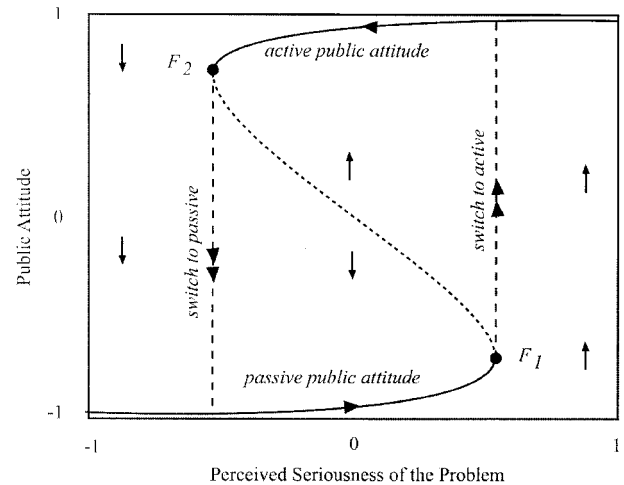 1
F2
active public attitude
switch to passive
switch to active
Public Attitude
0
F1
passive public attitude
-1
-1
0
1
Perceived Seriousness of the Problem